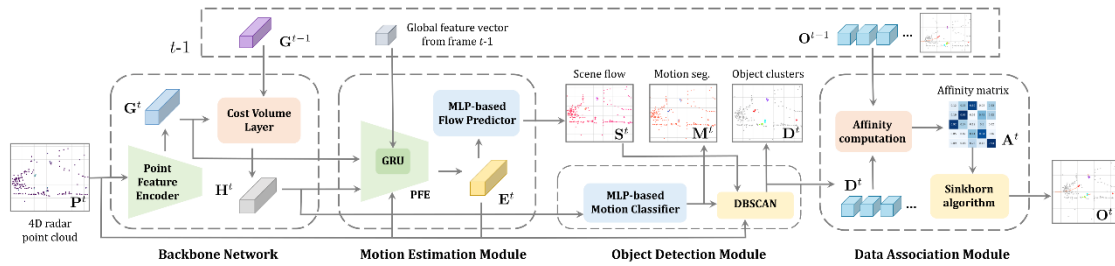 t-1
G^{t-1}
Global feature vector
from frame t-1
O^{t-1}
...
Scene flow
Motion seg.
Object clusters
Affinity matrix
G^t
Cost Volume
Layer
MLP-based
Flow Predictor
S^t
M^t
D^t
Affinity
computation
A^t
GRU
Point
Feature
Encoder
P^t
H^t
PFE
E^t
MLP-based
Motion Classifier
DBSCAN
D^t
...
Sinkhorn
algorithm
O^t
4D radar
point cloud
Backbone Network
Motion Estimation Module
Object Detection Module
Data Association Module